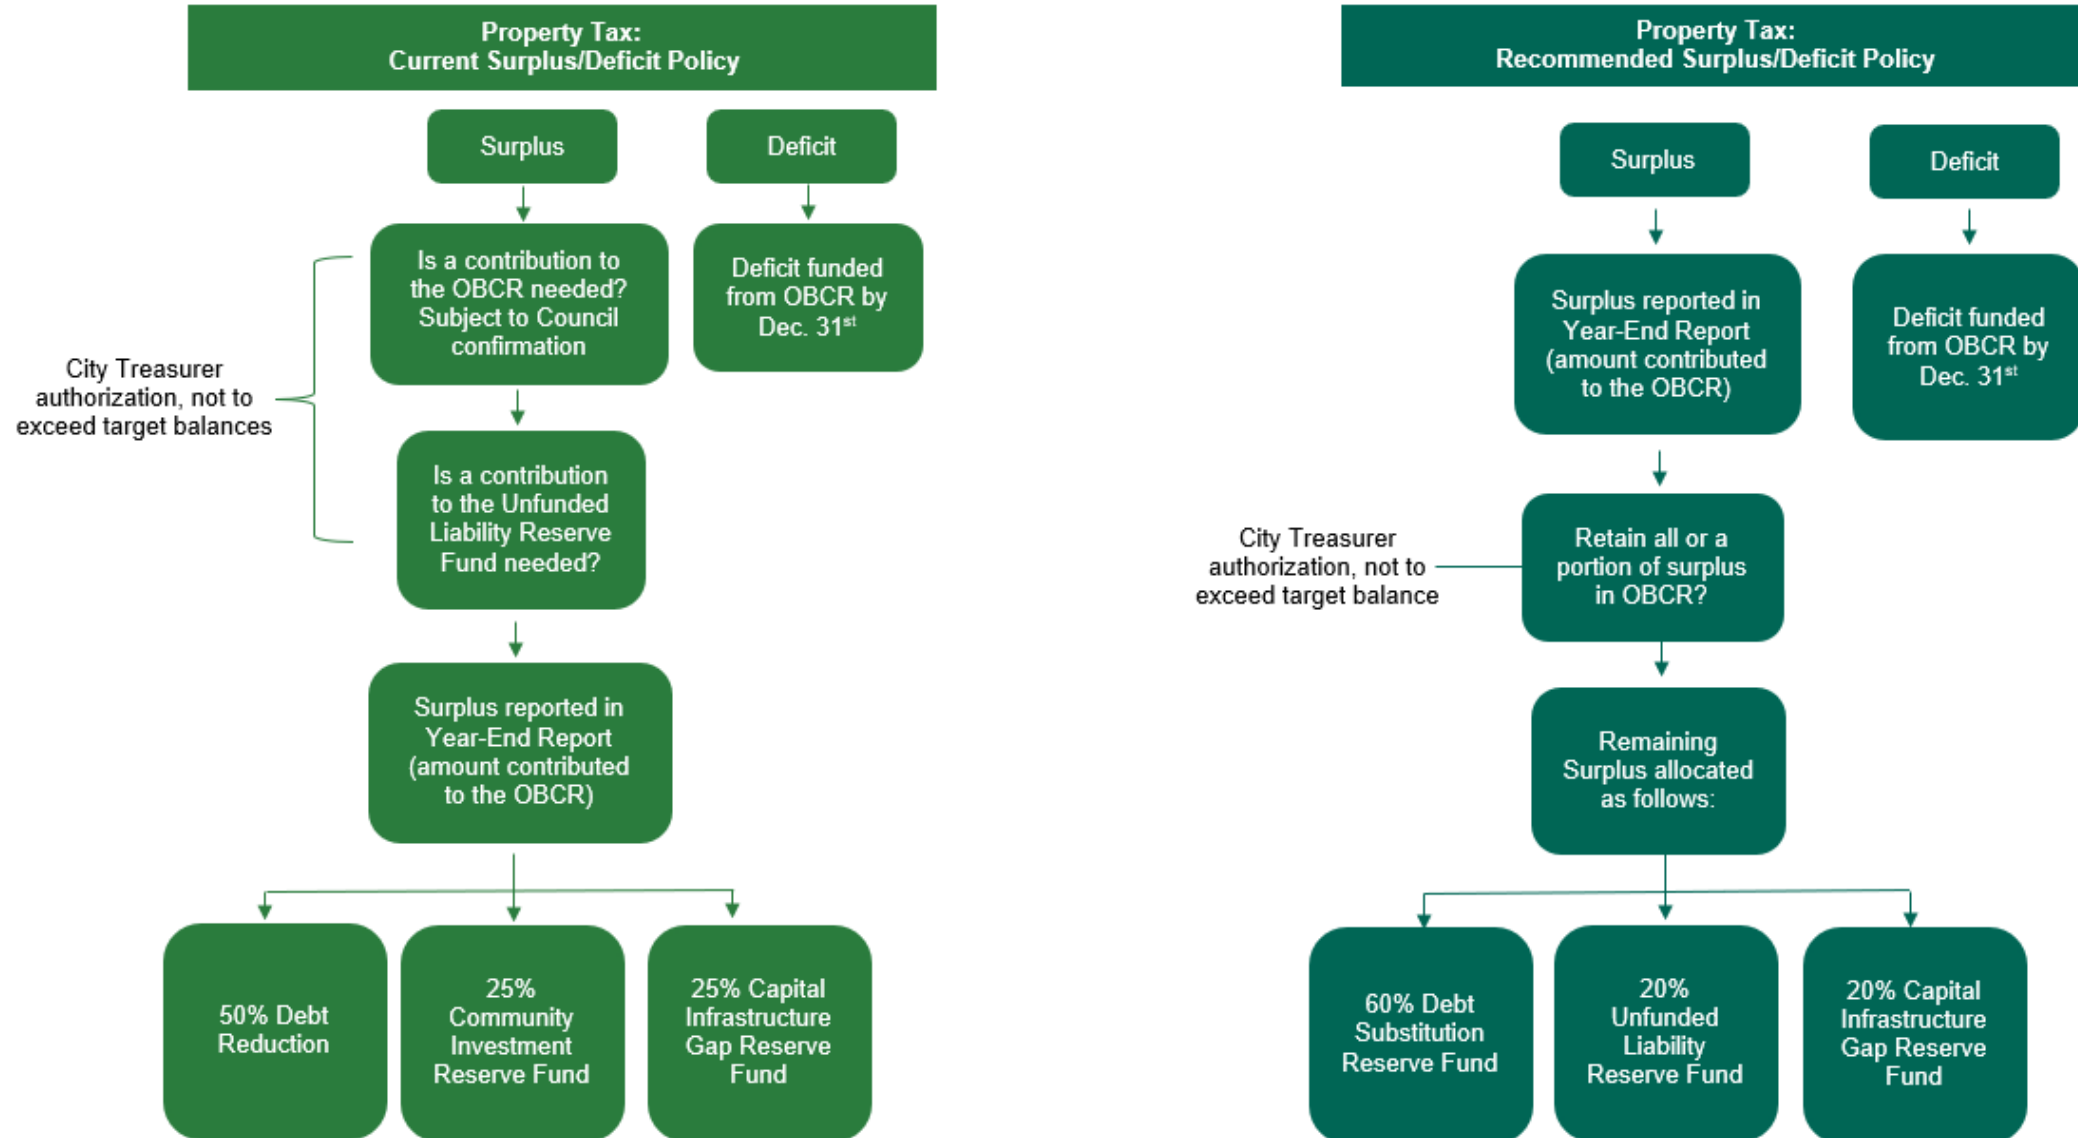 Property Tax:
Current Surplus/Deficit Policy
Surplus
Deficit
Is a contribution to
the OBCR needed?
Subject to Council
confirmation
Deficit funded
from OBCR by
Dec. 31st
City Treasurer
authorization, not to
exceed target balances
Is a contribution
to the Unfunded
Liability Reserve
Fund needed?
Surplus reported in
Year-End Report
(amount contributed
to the OBCR)
50% Debt
Reduction
25%
Community
Investment
Reserve Fund
25% Capital
Infrastructure
Gap Reserve
Fund
Property Tax:
Recommended Surplus/Deficit Policy
Surplus
Deficit
Surplus reported in
Year-End Report
(amount contributed
to the OBCR)
Deficit funded
from OBCR by
Dec. 31st
City Treasurer
authorization, not to
exceed target balance
Retain all or a
portion of surplus
in OBCR?
Remaining
Surplus allocated
as follows:
60% Debt
Substitution
Reserve Fund
20%
Unfunded
Liability
Reserve Fund
20% Capital
Infrastructure
Gap Reserve
Fund